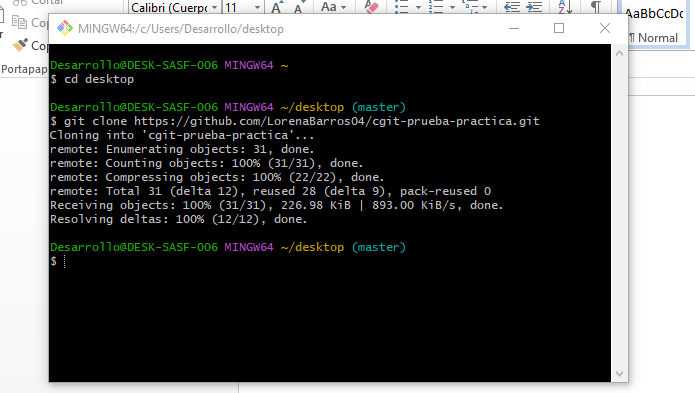 Cortar
Cop
Cop
Portapap
Calibri (Cuerpo
11
AaBbCcDc
¶ Normal
MINGW64:/c/Users/Desarrollo/desktop
Desarrollo@DESK-SASF-006 MINGW64 ~
$ cd desktop
Desarrollo@DESK-SASF-006 MINGW64 ~/desktop (master)
$ git clone https://github.com/LorenaBarros04/cgit-prueba-practica.git
Cloning into 'cgit-prueba-practica'...
remote: Enumerating objects: 31, done.
remote: Counting objects: 100% (31/31), done.
remote: Compressing objects: 100% (22/22), done.
remote: Total 31 (delta 12), reused 28 (delta 9), pack-reused 0
Receiving objects: 100% (31/31), 226.98 KiB | 893.00 KiB/s, done.
Resolving deltas: 100% (12/12), done.
Desarrollo@DESK-SASF-006 MINGW64 ~/desktop (master)
$